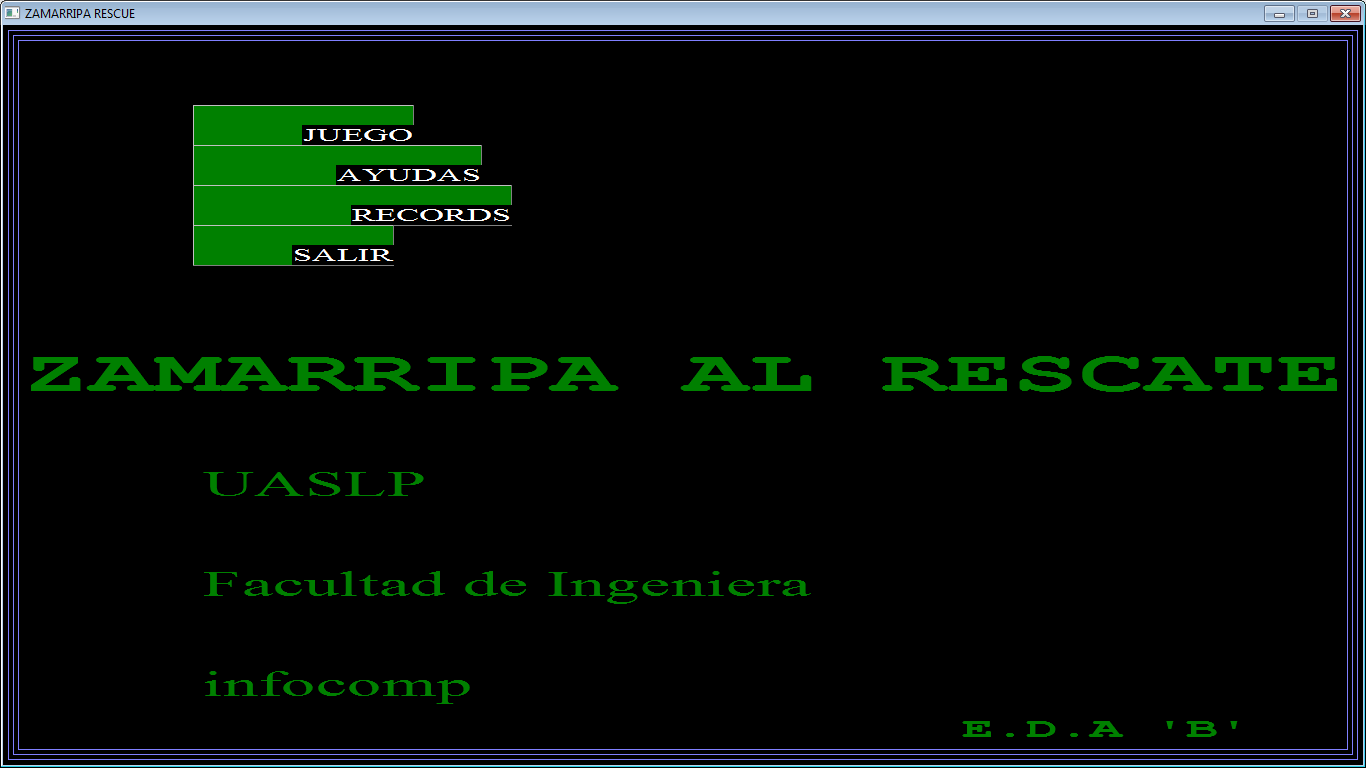 ZAMARRIPA RESCUE
JUEGO
AYUDAS
RECORDS
SALIR
ZAMARRIPA AL RESCATE
UASLP
Facultad de Ingeniera
infocomp
E.D.A 'B'